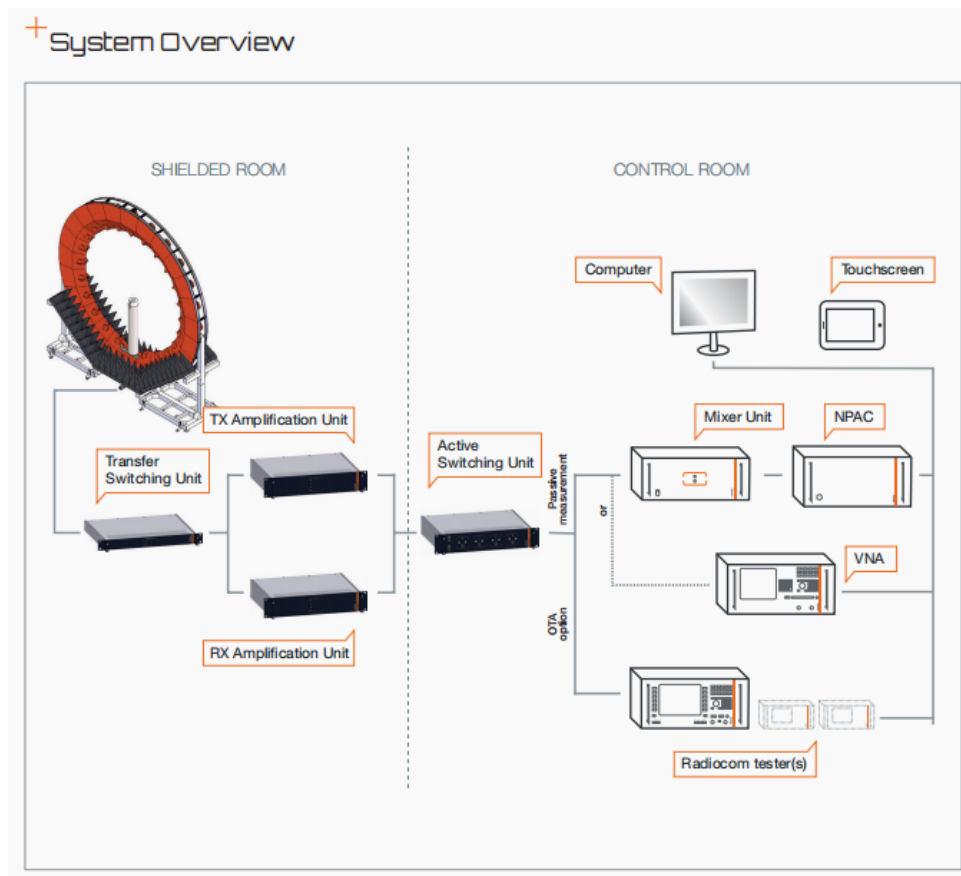 System Overview
SHIELDED ROOM
CONTROL ROOM
Computer
Touchscreen
TX Amplification Unit
Mixer Unit
NPAC
Transfer
Switching Unit
Active
Switching Unit
Passive
measurement
or
VNA
OTA
option
RX Amplification Unit
Radiocom tester(s)